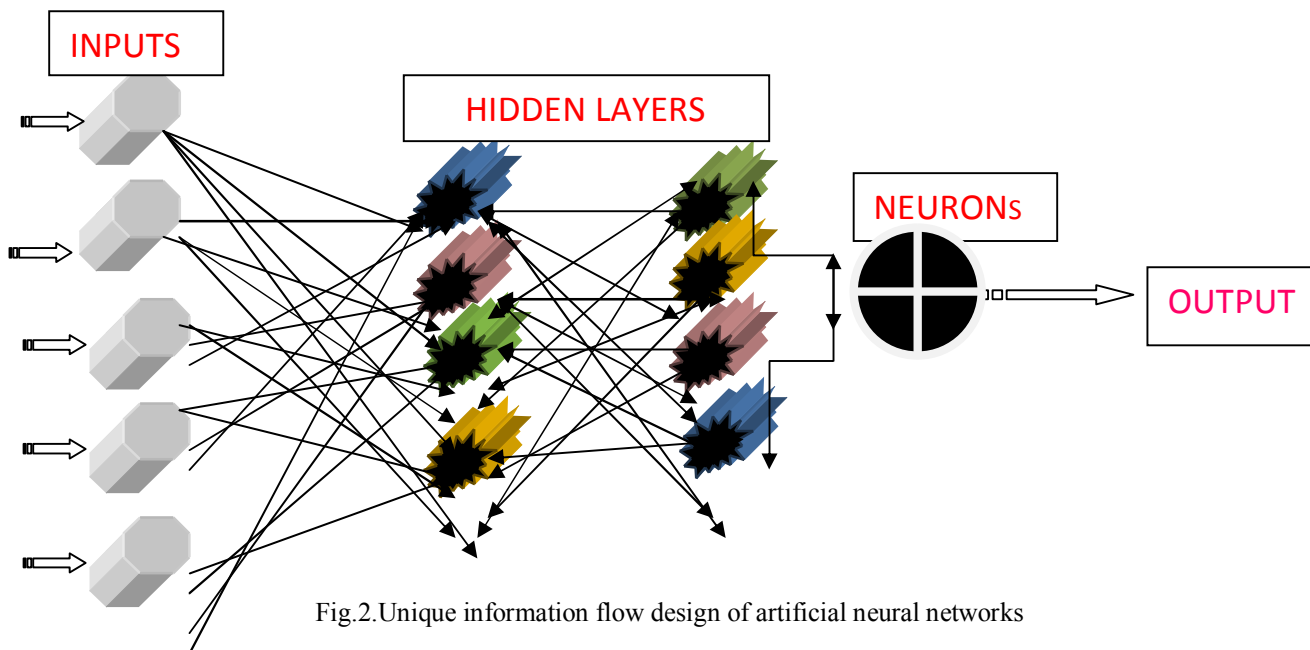 INPUTS
HIDDEN LAYERS
NEURONs
OUTPUT
Fig.2.Unique information flow design of artificial neural networks